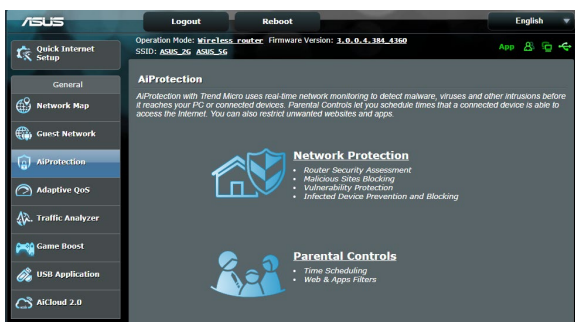 ASUS
Logout
Reboot
English
Quick Internet
Setup
Operation Mode: Wireless router Firmware Version: 3.0.0.4.384_4360
SSID: ASUS_2G ASUS_5G
App
General
Network Map
Guest Network
AiProtection
Adaptive QoS
Traffic Analyzer
Game Boost
USB Application
AiCloud 2.0
AiProtection
AiProtection with Trend Micro uses real-time network monitoring to detect malware, viruses and other intrusions before
it reaches your PC or connected devices. Parental Controls let you schedule times that a connected device is able to
access the Internet. You can also restrict unwanted websites and apps.
Network Protection
• Router Security Assessment
• Malicious Sites Blocking
• Vulnerability Protection
• Infected Device Prevention and Blocking
Parental Controls
• Time Scheduling
• Web & Apps Filters